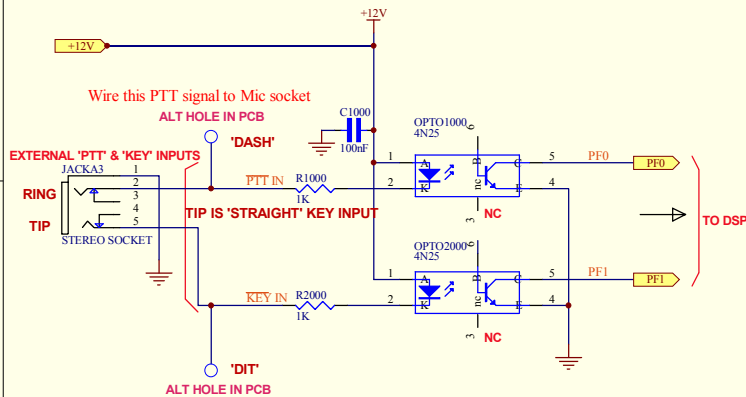 +12V
+12V
Wire this PTT signal to Mic socket
ALT HOLE IN PCB
'DASH'
C1000
100nF
OPTO1000
4N25
6
1
A
B
C
5
PF0
PF0
EXTERNAL 'PTT' & 'KEY' INPUTS
JACKA3
1
2
3
4
5
RING
TIP
STEREO SOCKET
PTT IN
R1000
1K
2
K
nc
E
4
3
NC
TIP IS 'STRAIGHT' KEY INPUT
TO DSP
OPTO2000
4N25
6
1
A
B
C
5
PF1
PF1
KEY IN
R2000
1K
2
K
nc
E
4
3
NC
'DIT'
ALT HOLE IN PCB